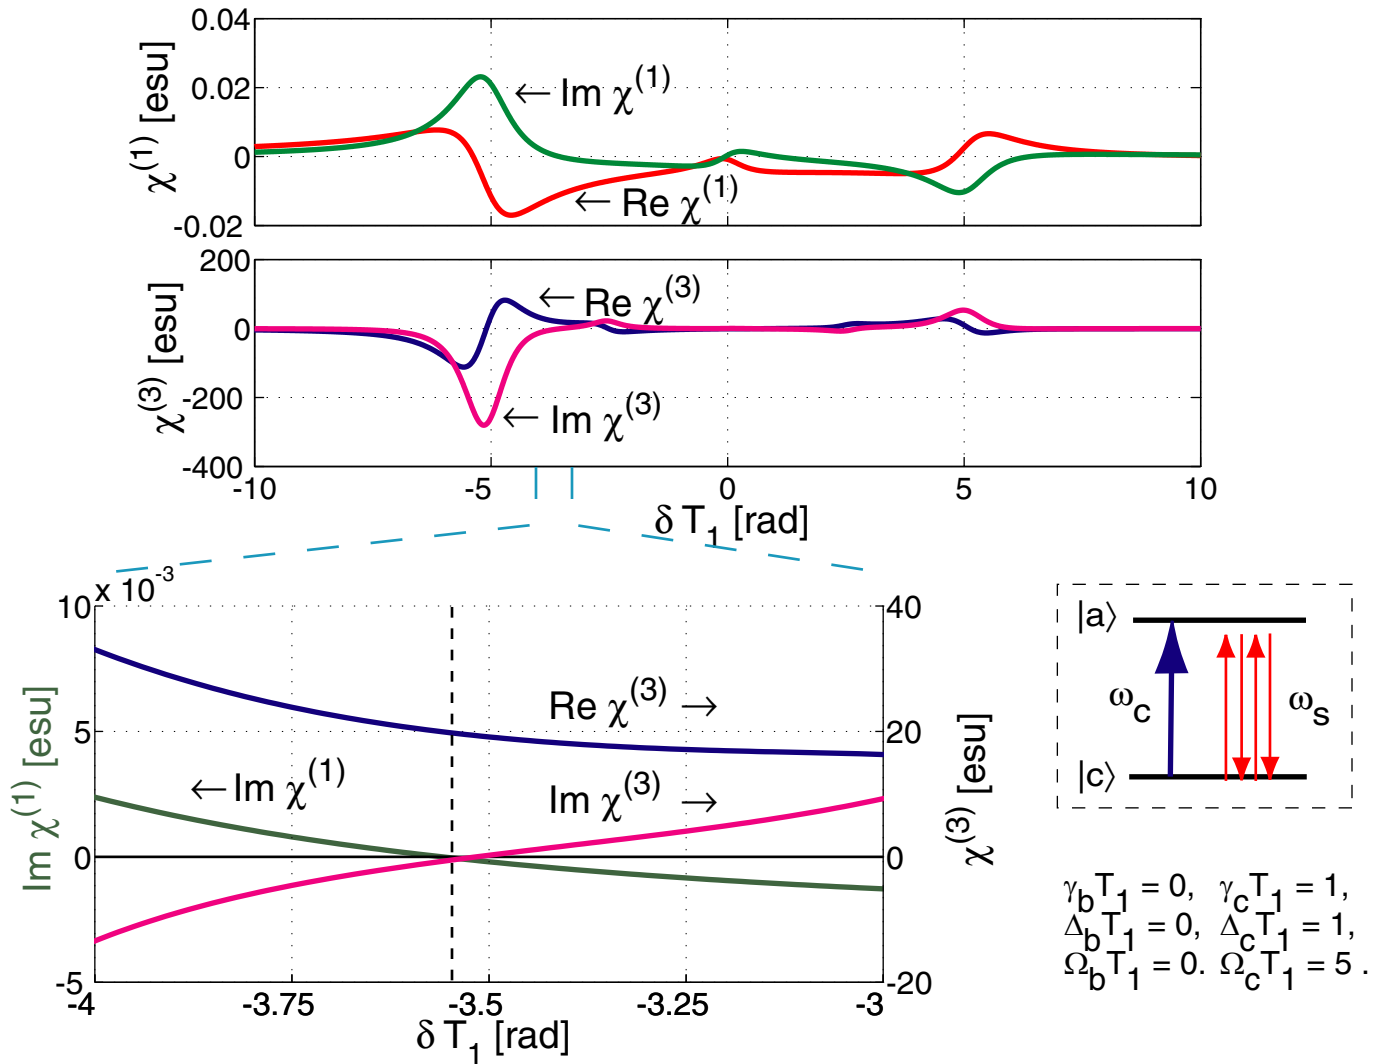 0.04
0.02
0
-0.02
χ(1) [esu]
← Im χ(1)
← Re χ(1)
200
0
-200
-400
χ(3) [esu]
← Re χ(3)
← Im χ(3)
-10 -5 0 5 10
δ T1 [rad]
x 10-3
10
5
0
-5
Im χ(1) [esu]
Re χ(3) →
← Im χ(1)
Im χ(3) →
40
20
0
-20
χ(3) [esu]
-4 -3.75 -3.5 -3.25 -3
δ T1 [rad]
|a>
ωc ωs
|c>
γbT1 = 0, γcT1 = 1,
ΔbT1 = 0, ΔcT1 = 1,
ΩbT1 = 0. ΩcT1 = 5 .